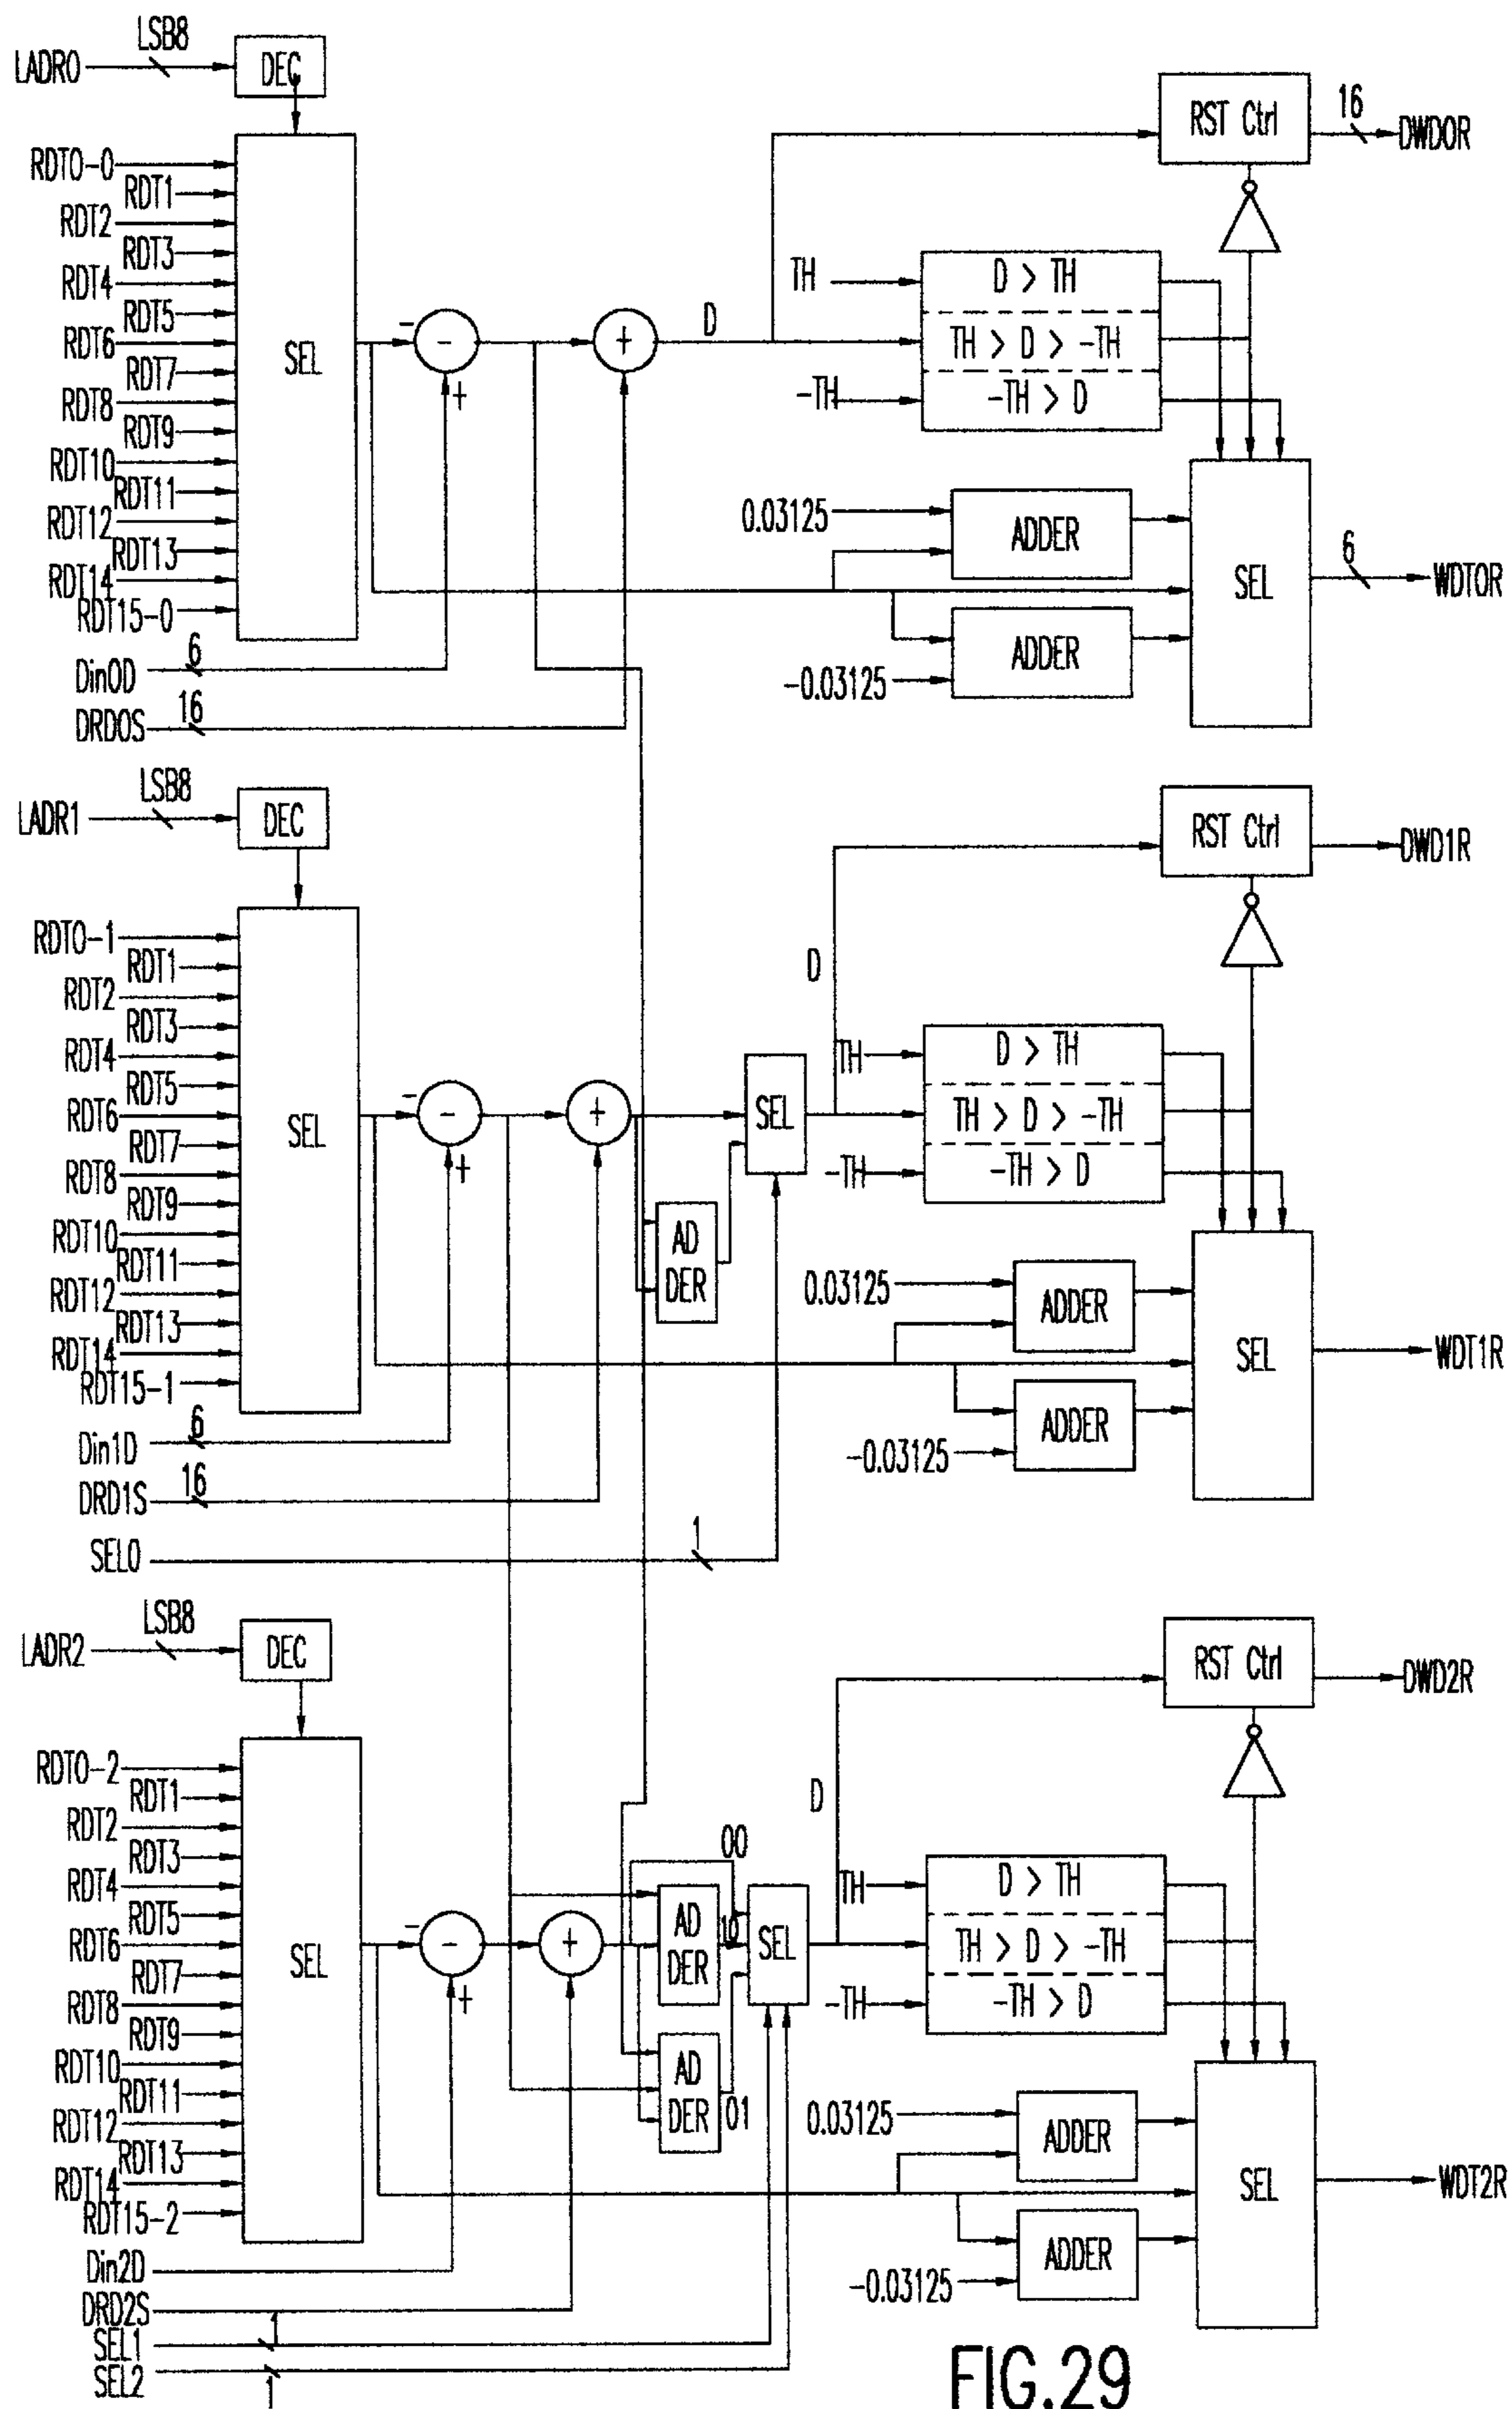 LSB8
LADR0
DEC
RST Ctrl
16
DWD0R
RDT0-0
RDT1
RDT2
RDT3
RDT4
RDT5
RDT6
RDT7
RDT8
RDT9
RDT10
RDT11
RDT12
RDT13
RDT14
RDT15-0
SEL
-
-
+
+
D
TH
-TH
D > TH
TH > D > -TH
-TH > D
0.03125
ADDER
-0.03125
ADDER
SEL
6
WDT0R
6
Din0D
16
DRD0S
LSB8
LADR1
DEC
RST Ctrl
DWD1R
RDT0-1
RDT1
RDT2
RDT3
RDT4
RDT5
RDT6
RDT7
RDT8
RDT9
RDT10
RDT11
RDT12
RDT13
RDT14
RDT15-1
SEL
-
-
+
+
AD
DER
SEL
D
TH
-TH
D > TH
TH > D > -TH
-TH > D
0.03125
ADDER
-0.03125
ADDER
SEL
WDT1R
6
Din1D
16
DRD1S
1
SEL0
LSB8
LADR2
DEC
RST Ctrl
DWD2R
RDT0-2
RDT1
RDT2
RDT3
RDT4
RDT5
RDT6
RDT7
RDT8
RDT9
RDT10
RDT11
RDT12
RDT13
RDT14
RDT15-2
SEL
-
-
+
+
00
AD
DER
10
AD
DER
01
SEL
D
TH
-TH
D > TH
TH > D > -TH
-TH > D
0.03125
ADDER
-0.03125
ADDER
SEL
WDT2R
Din2D
DRD2S
1
SEL1
SEL2
1
FIG.29